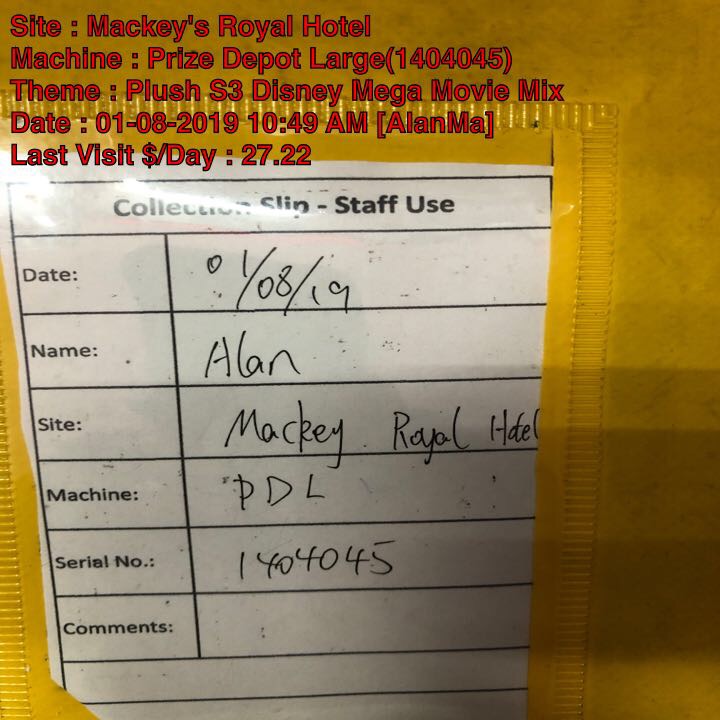 Site : Mackey's Royal Hotel
Machine : Prize Depot Large(1404045)
Theme : Plush S3 Disney Mega Movie Mix
Date : 01-08-2019 10:49 AM [AlanMa]
Last Visit $/Day : 27.22
Collection Slip - Staff Use
Date: 01/08/19
Name: Alan
Site: Mackey Royal Hotel
Machine: PDL
Serial No.: 1404045
Comments: